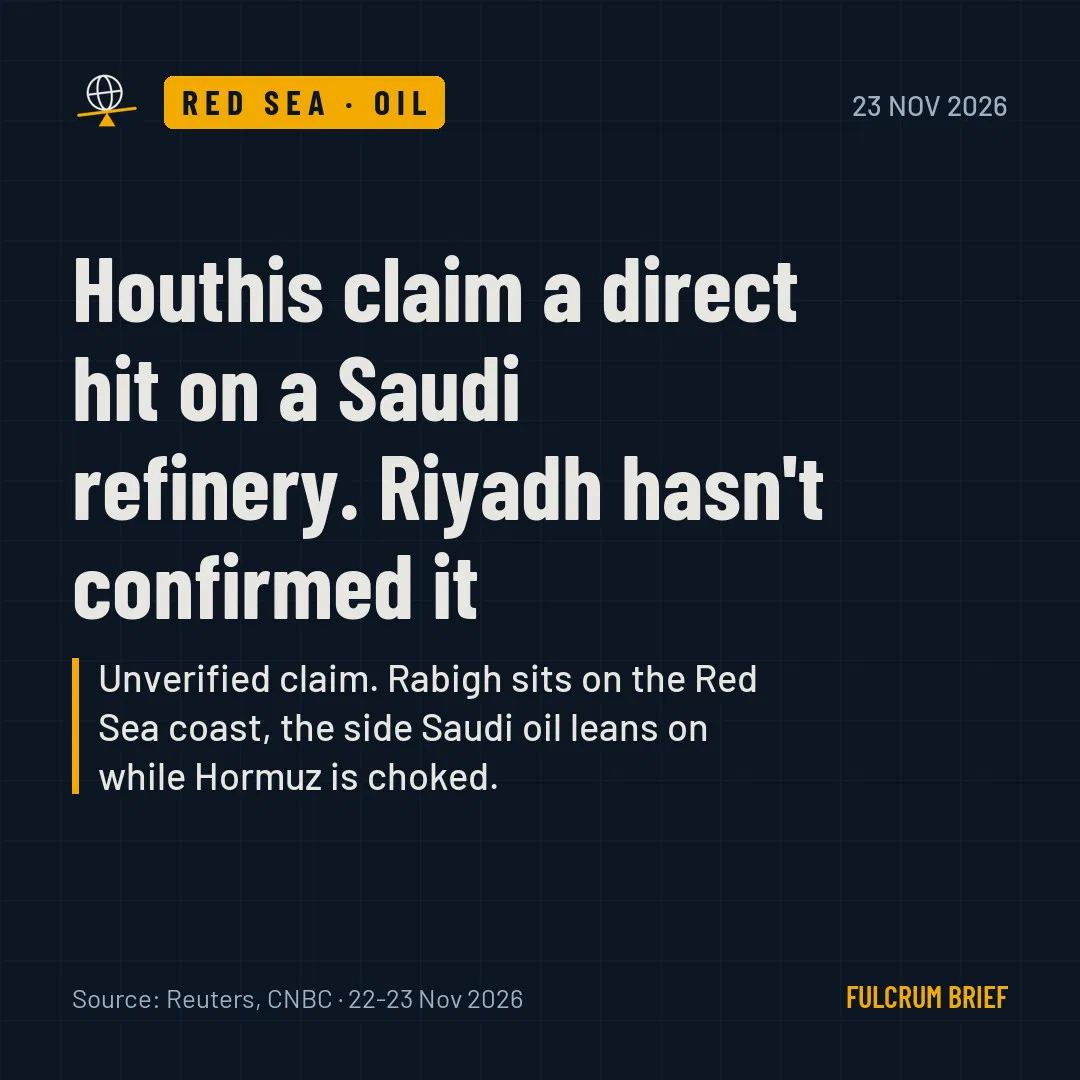 RED SEA · OIL
23 NOV 2026
Houthis claim a direct
hit on a Saudi
refinery. Riyadh hasn't
confirmed it
Unverified claim. Rabigh sits on the Red
Sea coast, the side Saudi oil leans on
while Hormuz is choked.
Source: Reuters, CNBC · 22-23 Nov 2026
FULCRUM BRIEF